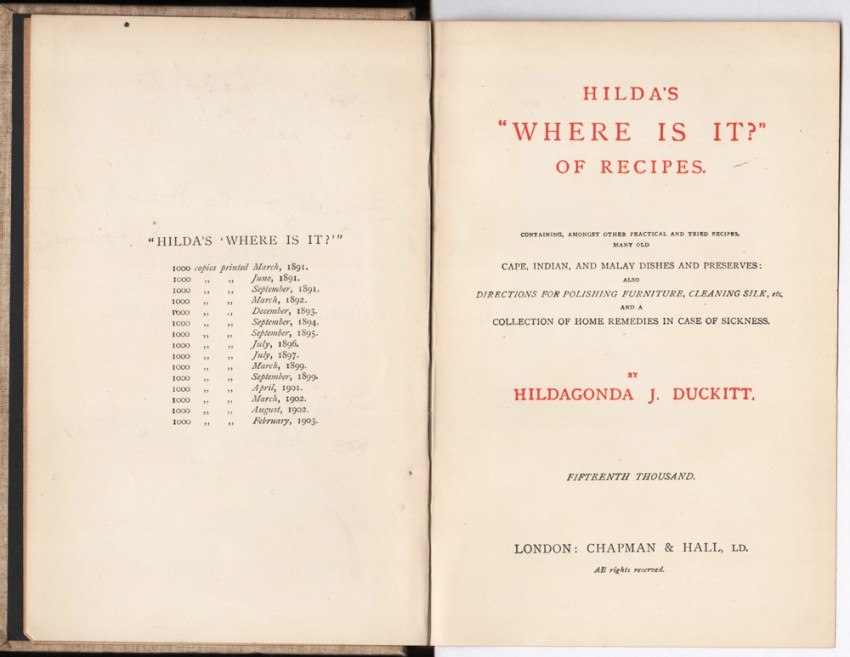 "HILDA'S 'WHERE IS IT?'"
1000 copies printed March, 1891.
1000 ,, ,, June, 1891.
1000 ,, ,, September, 1891.
1000 ,, ,, March, 1892.
1000 ,, ,, December, 1893.
1000 ,, ,, September, 1894.
1000 ,, ,, September, 1895.
1000 ,, ,, July, 1896.
1000 ,, ,, July, 1897.
1000 ,, ,, March, 1899.
1000 ,, ,, September, 1899.
1000 ,, ,, April, 1901.
1000 ,, ,, March, 1902.
1000 ,, ,, August, 1902.
1000 ,, ,, February, 1903.
HILDA'S
"WHERE IS IT?"
OF RECIPES.
CONTAINING, AMONGST OTHER PRACTICAL AND TRIED RECIPES,
MANY OLD
CAPE, INDIAN, AND MALAY DISHES AND PRESERVES:
ALSO
DIRECTIONS FOR POLISHING FURNITURE, CLEANING SILK, etc.
AND A
COLLECTION OF HOME REMEDIES IN CASE OF SICKNESS.
BY
HILDAGONDA J. DUCKITT.
FIFTEENTH THOUSAND.
LONDON: CHAPMAN & HALL, LD.
All rights reserved.